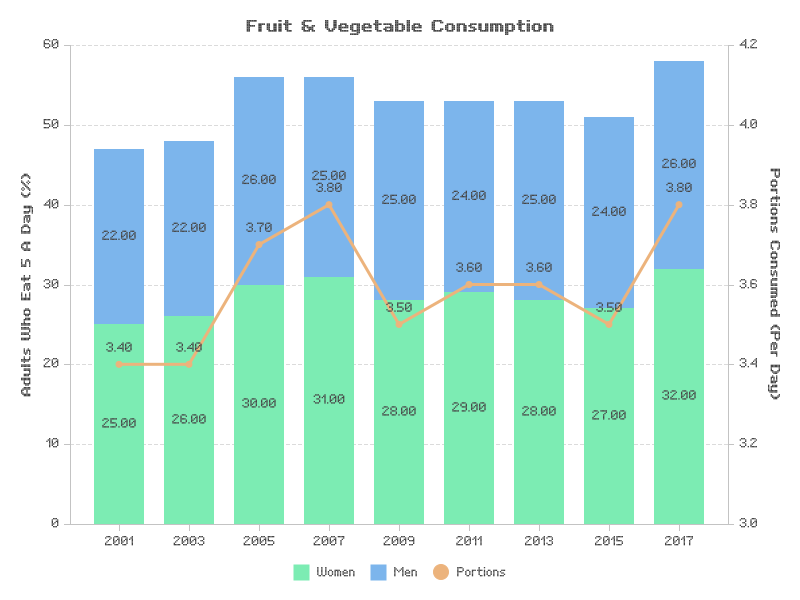 Fruit & Vegetable Consumption
Adults Who Eat 5 A Day (%)
Portions Consumed (Per Day)
60
50
40
30
20
10
0
4.2
4.0
3.8
3.6
3.4
3.2
3.0
22.00 22.00 26.00 25.00 25.00 24.00 25.00 24.00 26.00
3.40 3.40 3.70 3.80 3.50 3.60 3.60 3.50 3.80
25.00 26.00 30.00 31.00 28.00 29.00 28.00 27.00 32.00
2001 2003 2005 2007 2009 2011 2013 2015 2017
Women Men Portions